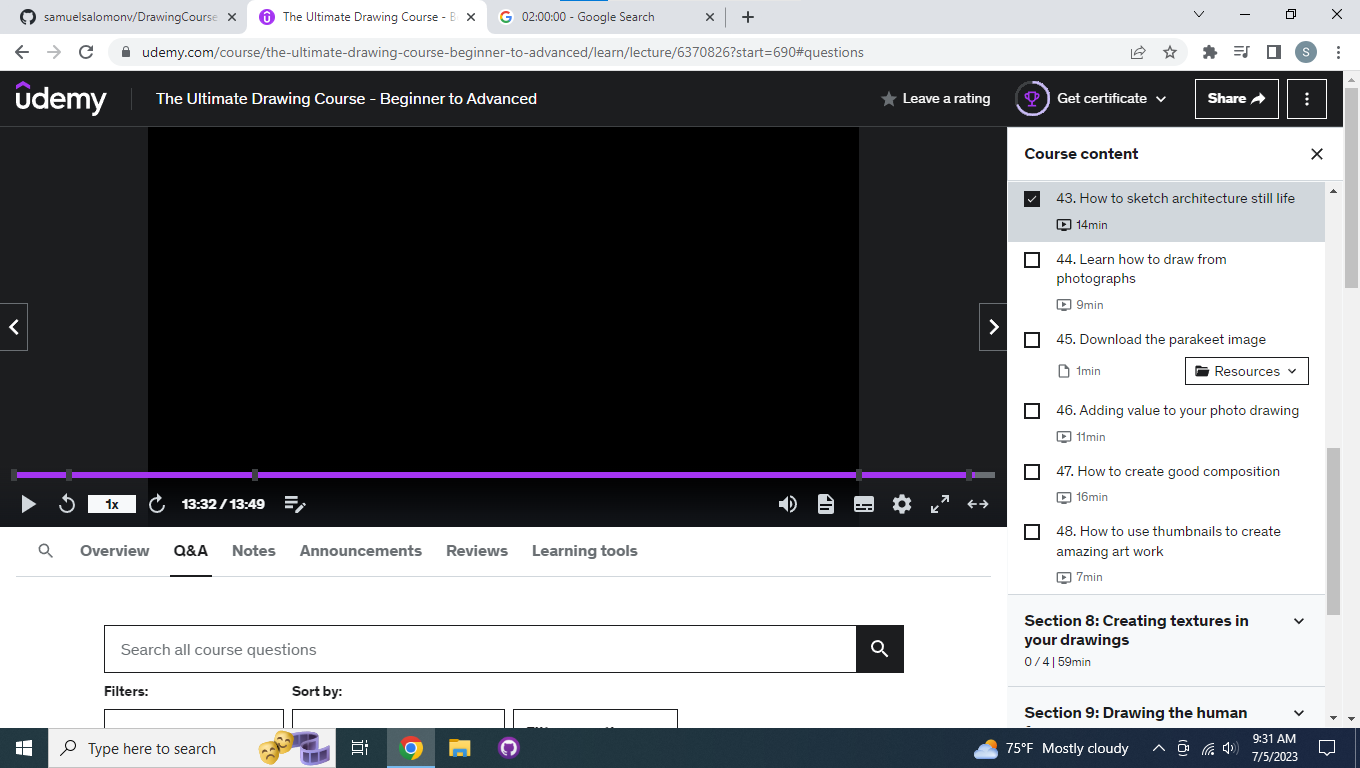 samuelsalomonv/DrawingCourse
The Ultimate Drawing Course - B
02:00:00 - Google Search
udemy.com/course/the-ultimate-drawing-course-beginner-to-advanced/learn/lecture/6370826?start=690#questions
S
udemy
The Ultimate Drawing Course - Beginner to Advanced
Leave a rating
Get certificate
Share
Course content
43. How to sketch architecture still life
14min
44. Learn how to draw from
photographs
9min
45. Download the parakeet image
1min
Resources
46. Adding value to your photo drawing
11min
47. How to create good composition
16min
48. How to use thumbnails to create
amazing art work
7min
Section 8: Creating textures in
your drawings
0 / 4 | 59min
Section 9: Drawing the human
1x
13:32 / 13:49
Overview
Q&A
Notes
Announcements
Reviews
Learning tools
Search all course questions
Filters:
Sort by:
Type here to search
75°F Mostly cloudy
9:31 AM
7/5/2023